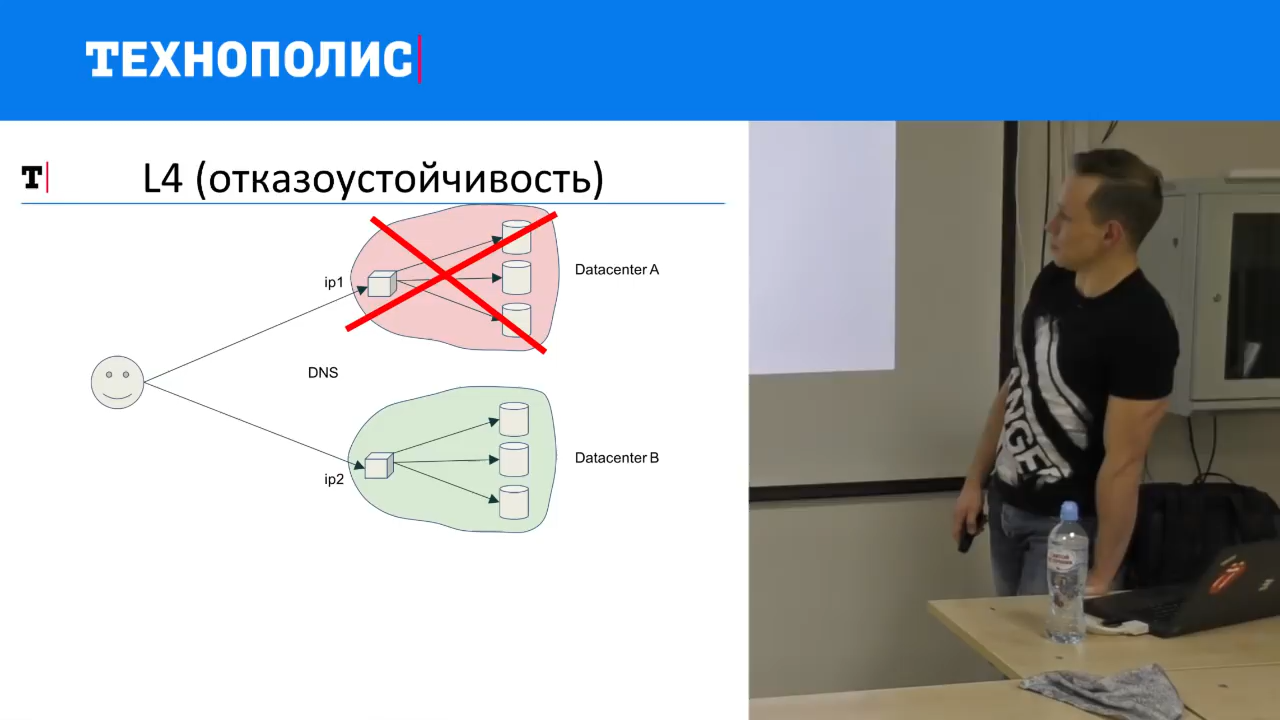 ТЕХНОПОЛИС
Т
L4 (отказоустойчивость)
ip1
Datacenter A
DNS
Datacenter B
ip2